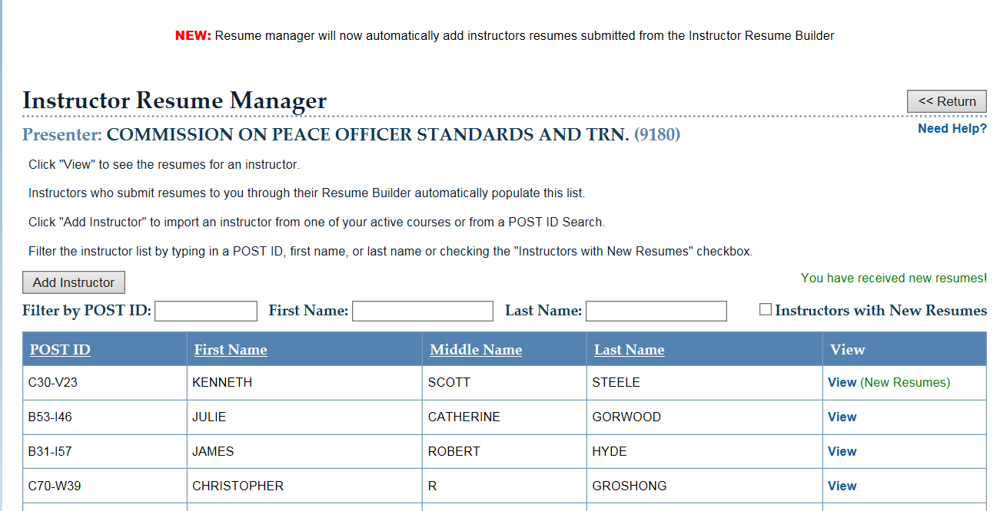 NEW: Resume manager will now automatically add instructors resumes submitted from the Instructor Resume Builder
Instructor Resume Manager
<< Return
Presenter: COMMISSION ON PEACE OFFICER STANDARDS AND TRN. (9180)
Need Help?
Click "View" to see the resumes for an instructor.
Instructors who submit resumes to you through their Resume Builder automatically populate this list.
Click "Add Instructor" to import an instructor from one of your active courses or from a POST ID Search.
Filter the instructor list by typing in a POST ID, first name, or last name or checking the "Instructors with New Resumes" checkbox.
Add Instructor
You have received new resumes!
Filter by POST ID: First Name: Last Name: Instructors with New Resumes
POST ID First Name Middle Name Last Name View
C30-V23 KENNETH SCOTT STEELE View (New Resumes)
B53-I46 JULIE CATHERINE GORWOOD View
B31-I57 JAMES ROBERT HYDE View
C70-W39 CHRISTOPHER R GROSHONG View